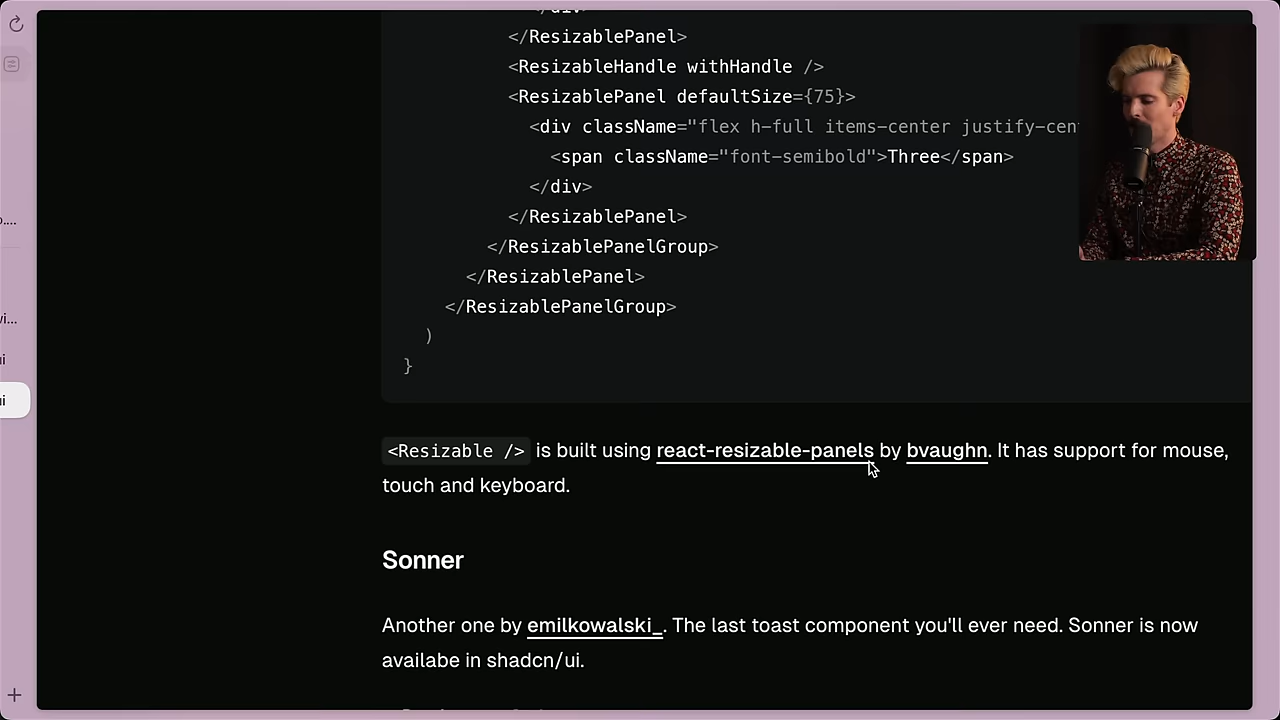 </ResizablePanel>
<ResizableHandle withHandle />
<ResizablePanel defaultSize={75}>
<div className="flex h-full items-center justify-cen
<span className="font-semibold">Three</span>
</div>
</ResizablePanel>
</ResizablePanelGroup>
</ResizablePanel>
</ResizablePanelGroup>
)
}
<Resizable /> is built using react-resizable-panels by bvaughn. It has support for mouse,
touch and keyboard.
Sonner
Another one by emilkowalski_. The last toast component you'll ever need. Sonner is now
availabe in shadcn/ui.